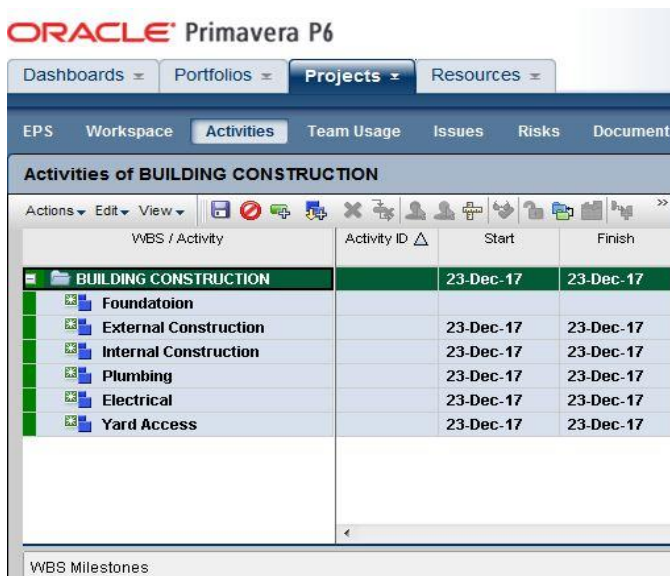 ORACLE Primavera P6
Dashboards Portfolios Projects Resources
EPS Workspace Activities Team Usage Issues Risks Document
Activities of BUILDING CONSTRUCTION
Actions Edit View »
WBS / Activity Activity ID Start Finish
BUILDING CONSTRUCTION 23-Dec-17 23-Dec-17
Foundatoion
External Construction 23-Dec-17 23-Dec-17
Internal Construction 23-Dec-17 23-Dec-17
Plumbing 23-Dec-17 23-Dec-17
Electrical 23-Dec-17 23-Dec-17
Yard Access 23-Dec-17 23-Dec-17
WBS Milestones